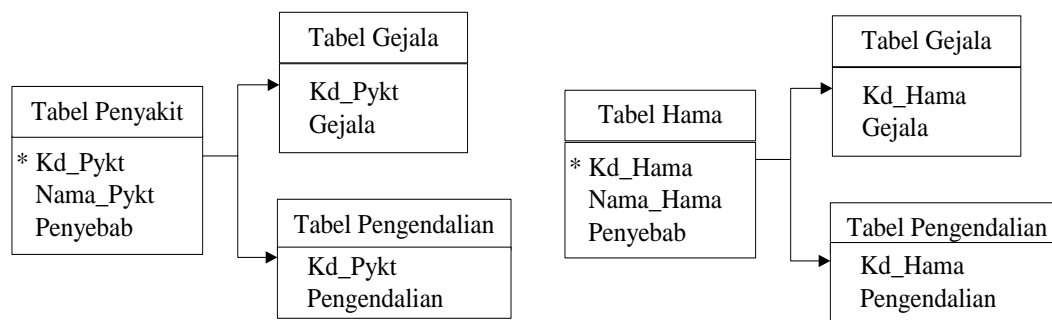 Tabel Penyakit
* Kd_Pykt
Nama_Pykt
Penyebab
Tabel Gejala
Kd_Pykt
Gejala
Tabel Pengendalian
Kd_Pykt
Pengendalian
Tabel Hama
* Kd_Hama
Nama_Hama
Penyebab
Tabel Gejala
Kd_Hama
Gejala
Tabel Pengendalian
Kd_Hama
Pengendalian